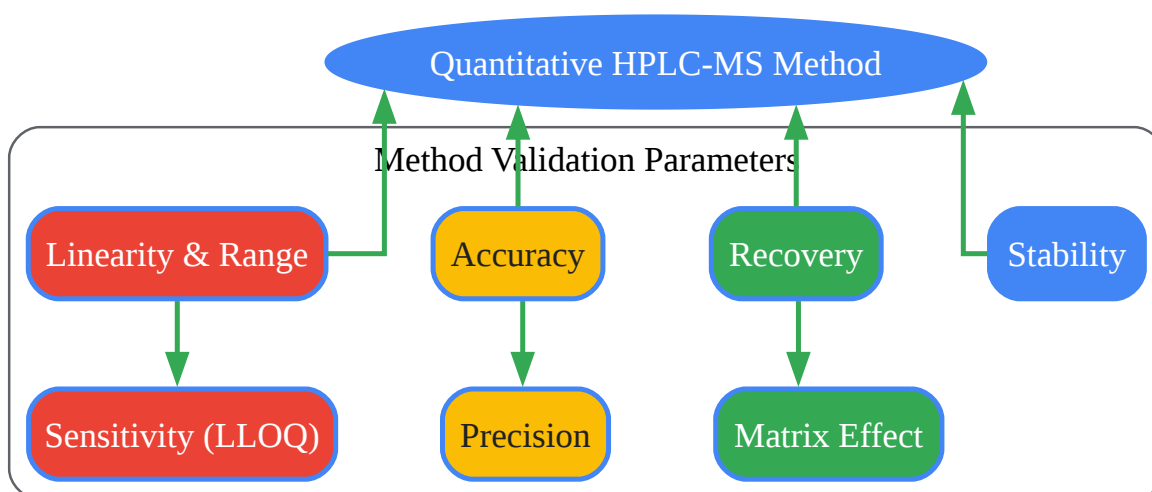 Quantitative HPLC-MS Method
Method Validation Parameters
Linearity & Range
Accuracy
Recovery
Stability
Sensitivity (LLOQ)
Precision
Matrix Effect